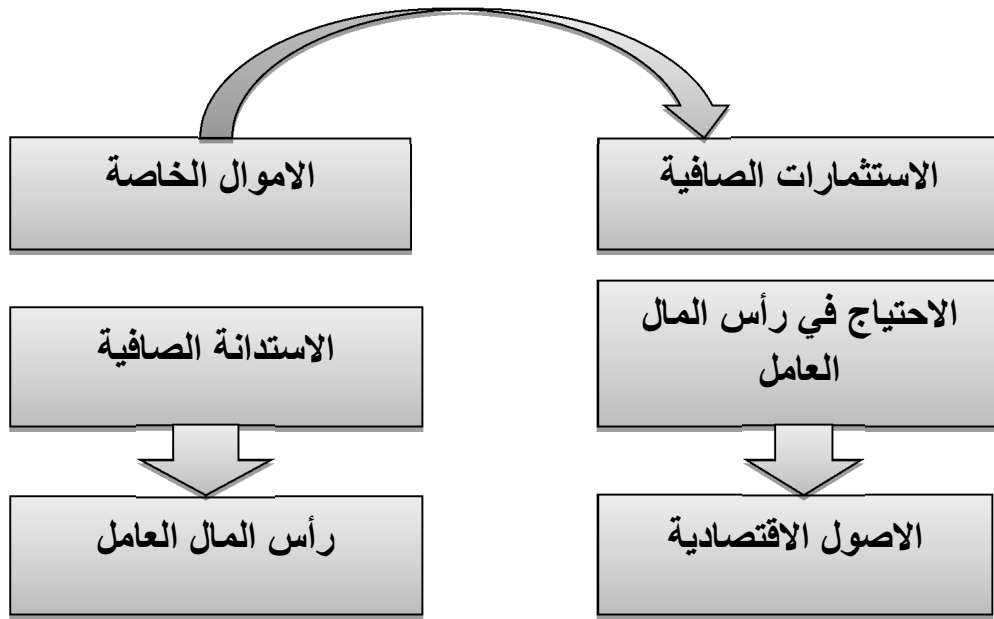 الاستثمارات الصافية
الاموال الخاصة
الاحتياج في رأس المال
العامل
الاستدانة الصافية
الاصول الاقتصادية
رأس المال العامل